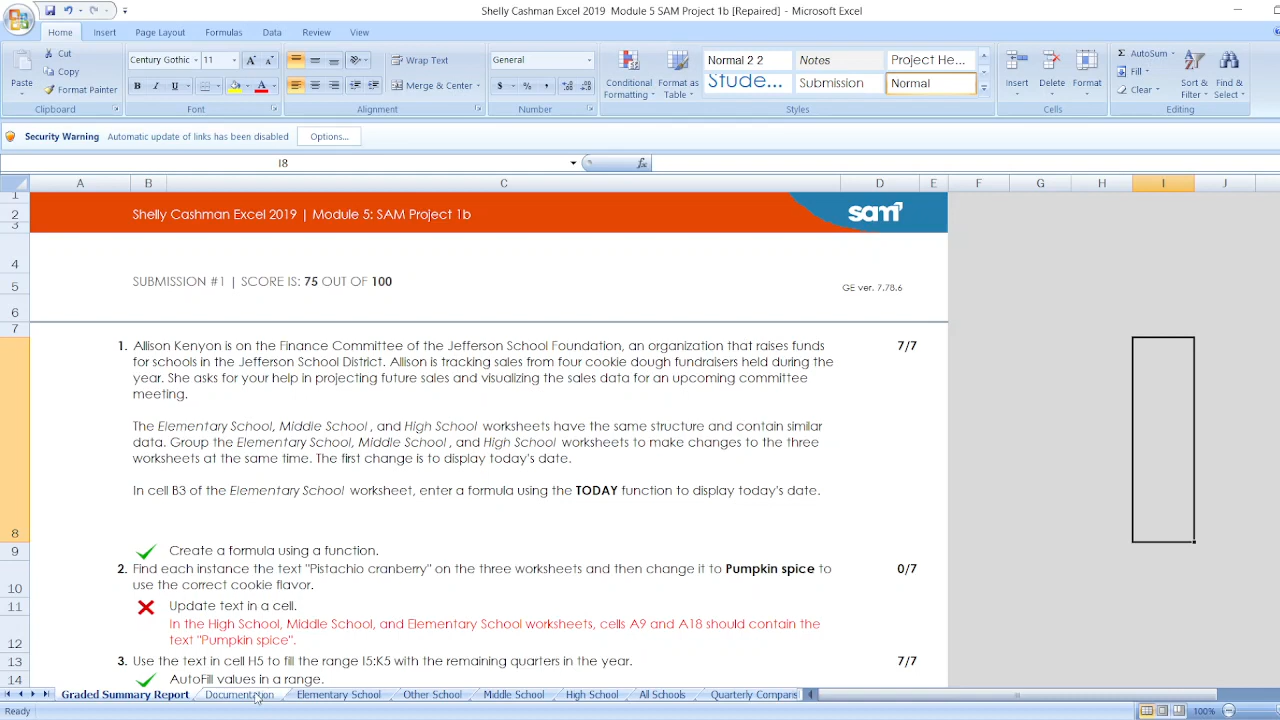 Shelly Cashman Excel 2019  Module 5 SAM Project 1b [Repaired] - Microsoft Excel
Home Insert Page Layout Formulas Data Review View
Paste Cut Copy Format Painter Clipboard
Century Gothic 11 B I U A Font
Wrap Text Merge & Center Alignment
General $ % , Number
Conditional Formatting Format as Table Normal 2 2 Notes Project He... Stude... Submission Normal Styles
Insert Delete Format Cells
AutoSum Fill Clear Sort & Filter Find & Select Editing
Security Warning Automatic update of links has been disabled Options...
I8 fx
A B C D E F G H I J
1
2 Shelly Cashman Excel 2019 | Module 5: SAM Project 1b sam
3
4
5 SUBMISSION #1 | SCORE IS: 75 OUT OF 100 GE ver. 7.78.6
6
7
1. Allison Kenyon is on the Finance Committee of the Jefferson School Foundation, an organization that raises funds 7/7
for schools in the Jefferson School District. Allison is tracking sales from four cookie dough fundraisers held during the
year. She asks for your help in projecting future sales and visualizing the sales data for an upcoming committee
meeting.
The Elementary School, Middle School, and High School worksheets have the same structure and contain similar
data. Group the Elementary School, Middle School, and High School worksheets to make changes to the three
worksheets at the same time. The first change is to display today's date.
In cell B3 of the Elementary School worksheet, enter a formula using the TODAY function to display today's date.
8
9 Create a formula using a function.
2. Find each instance the text "Pistachio cranberry" on the three worksheets and then change it to Pumpkin spice to 0/7
10 use the correct cookie flavor.
11 Update text in a cell.
In the High School, Middle School, and Elementary School worksheets, cells A9 and A18 should contain the
12 text "Pumpkin spice".
13 3. Use the text in cell H5 to fill the range I5:K5 with the remaining quarters in the year. 7/7
14 AutoFill values in a range.
Graded Summary Report Documentation Elementary School Other School Middle School High School All Schools Quarterly Comparis
Ready 100%